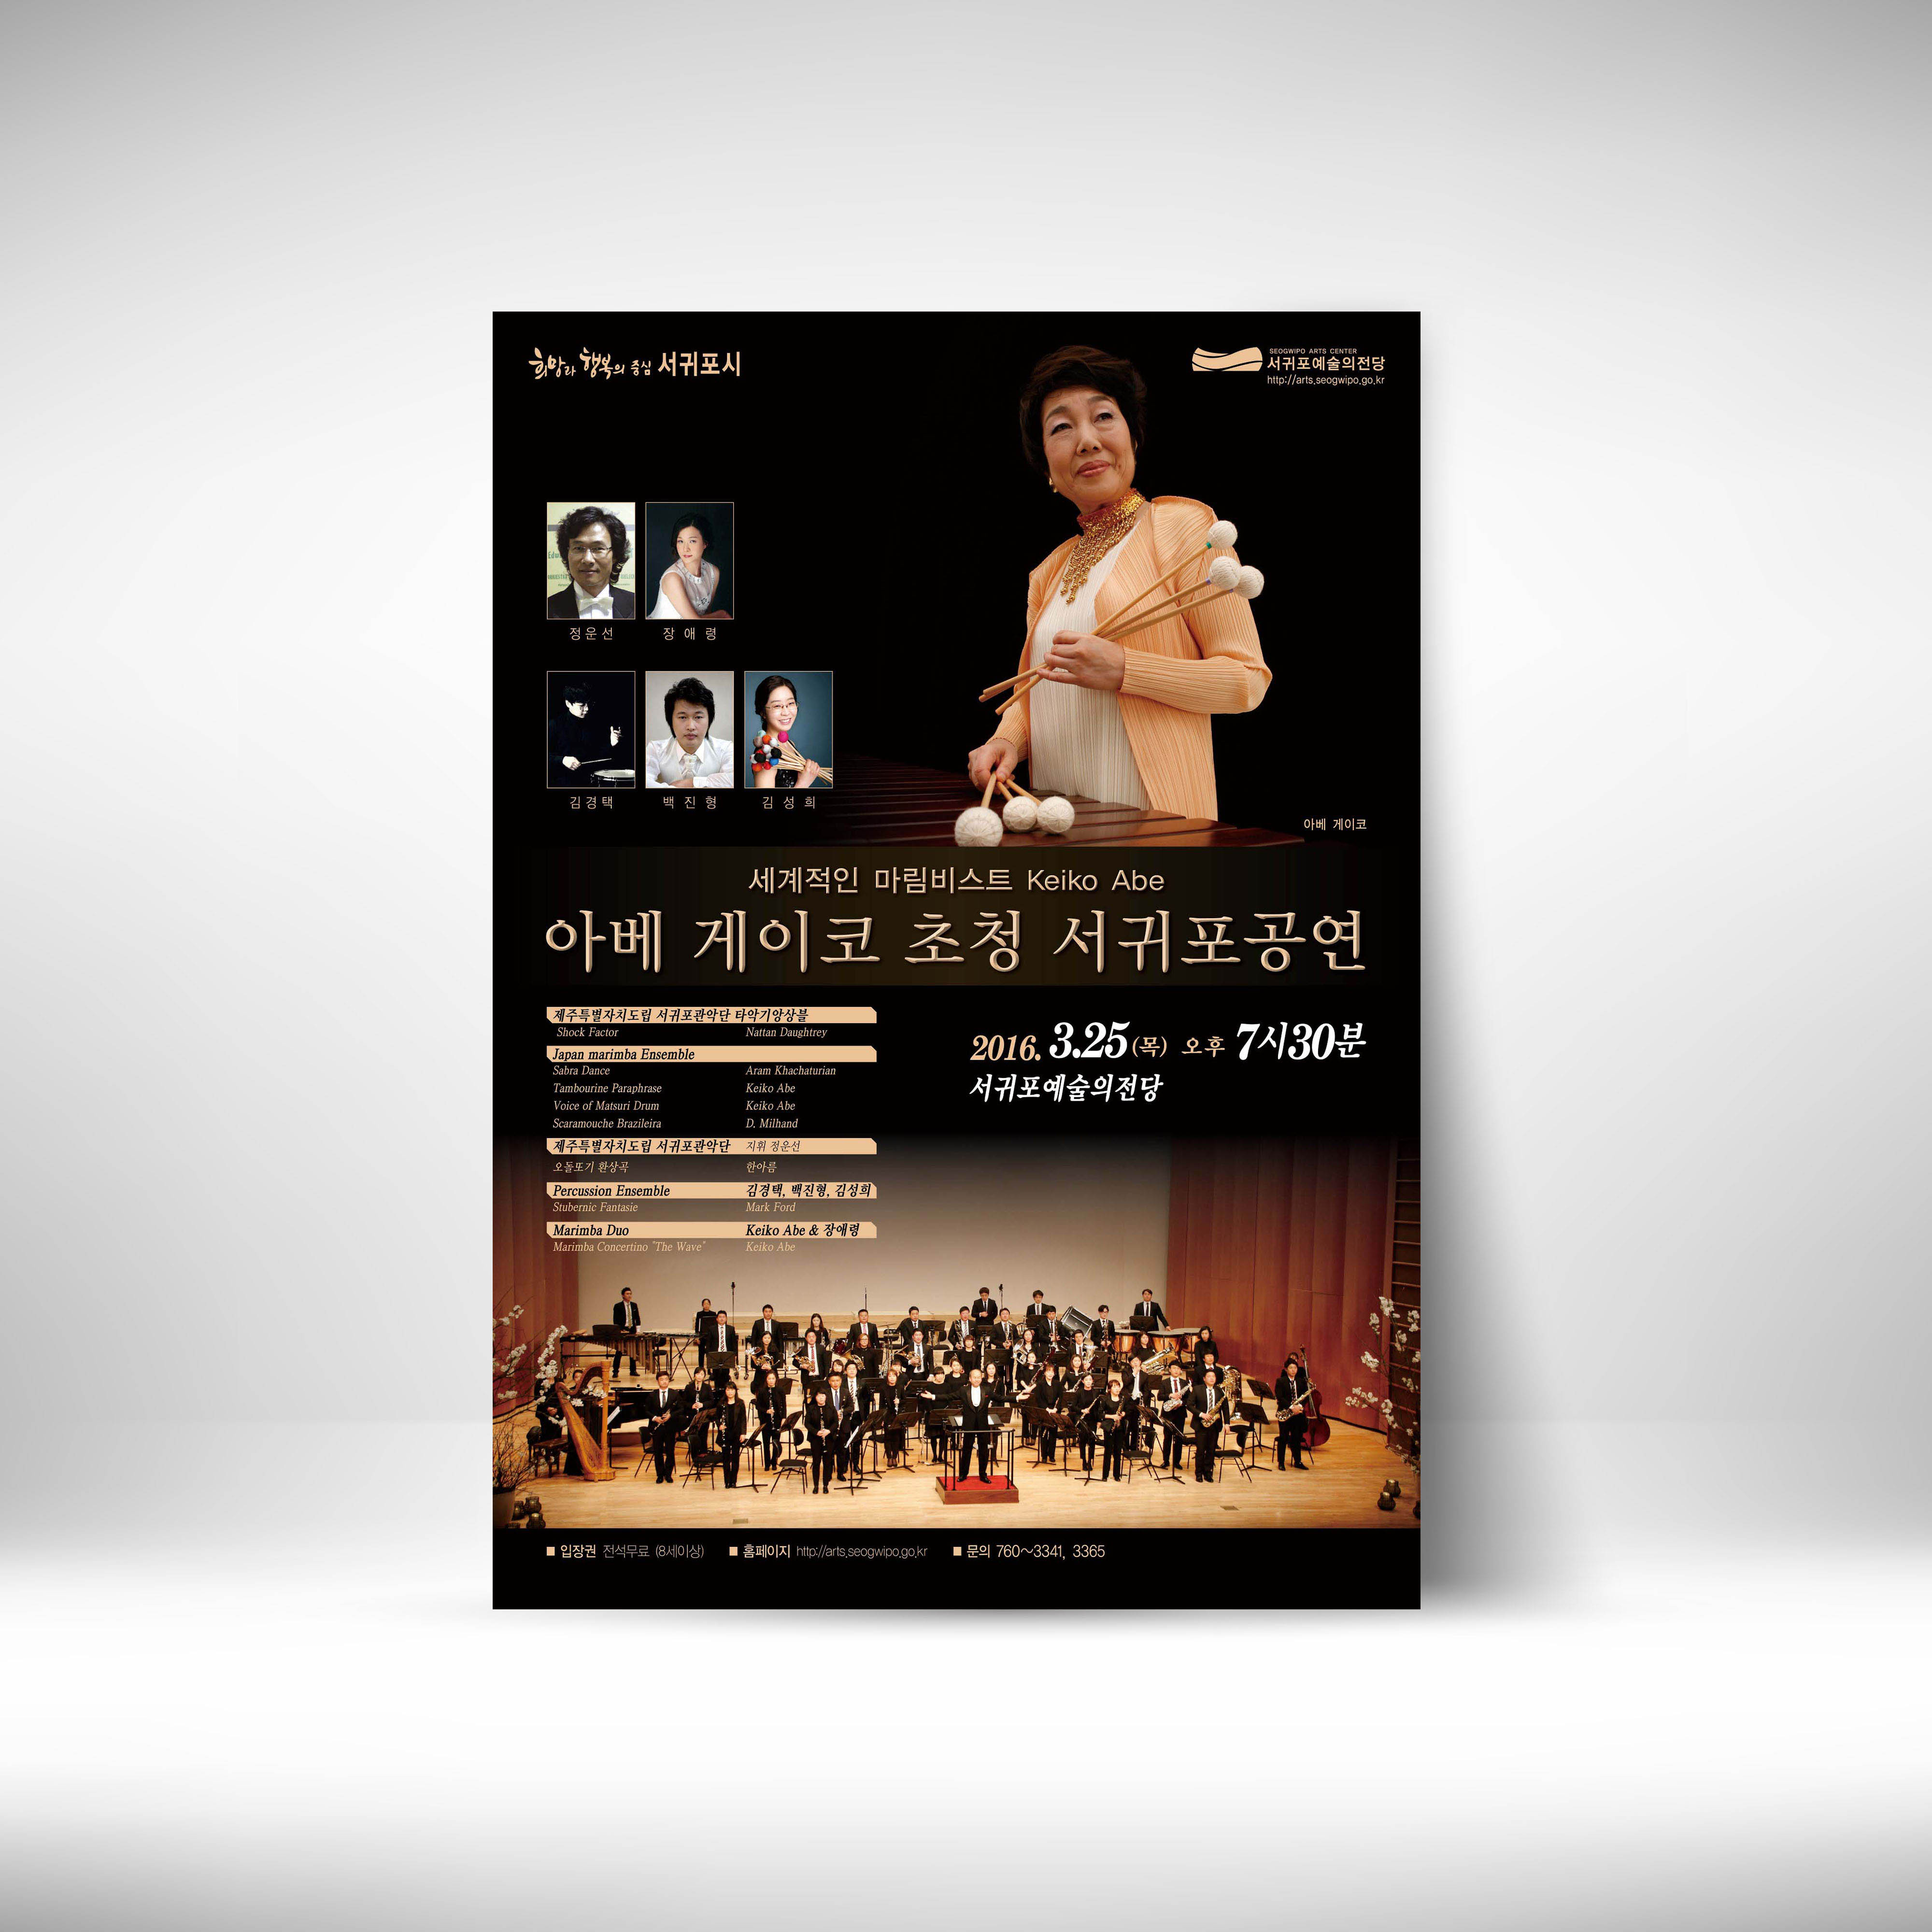 희망과 행복의 중심 서귀포시
SEOGWIPO ARTS CENTER
서귀포예술의전당
http://arts.seogwipo.go.kr
정운선
장 애 령
김경택
백 진 형
김 성 희
아베 게이코
세계적인 마림비스트 Keiko Abe
아베 게이코 초청 서귀포공연
제주특별자치도립 서귀포관악단 타악기앙상블
Shock Factor Nattan Daughtrey
Japan marimba Ensemble
Sabra Dance Aram Khachaturian
Tambourine Paraphrase Keiko Abe
Voice of Matsuri Drum Keiko Abe
Scaramouche Brazileira D. Milhand
제주특별자치도립 서귀포관악단 지휘 정운선
오돌또기 환상곡 한아름
Percussion Ensemble 김경택, 백진형, 김성희
Stubernic Fantasie Mark Ford
Marimba Duo Keiko Abe & 장애령
Marimba Concertino "The Wave" Keiko Abe
2016. 3.25(목) 오후 7시30분
서귀포예술의전당
■ 입장권 전석무료 (8세이상) ■ 홈페이지 http://arts.seogwipo.go.kr ■ 문의 760~3341, 3365